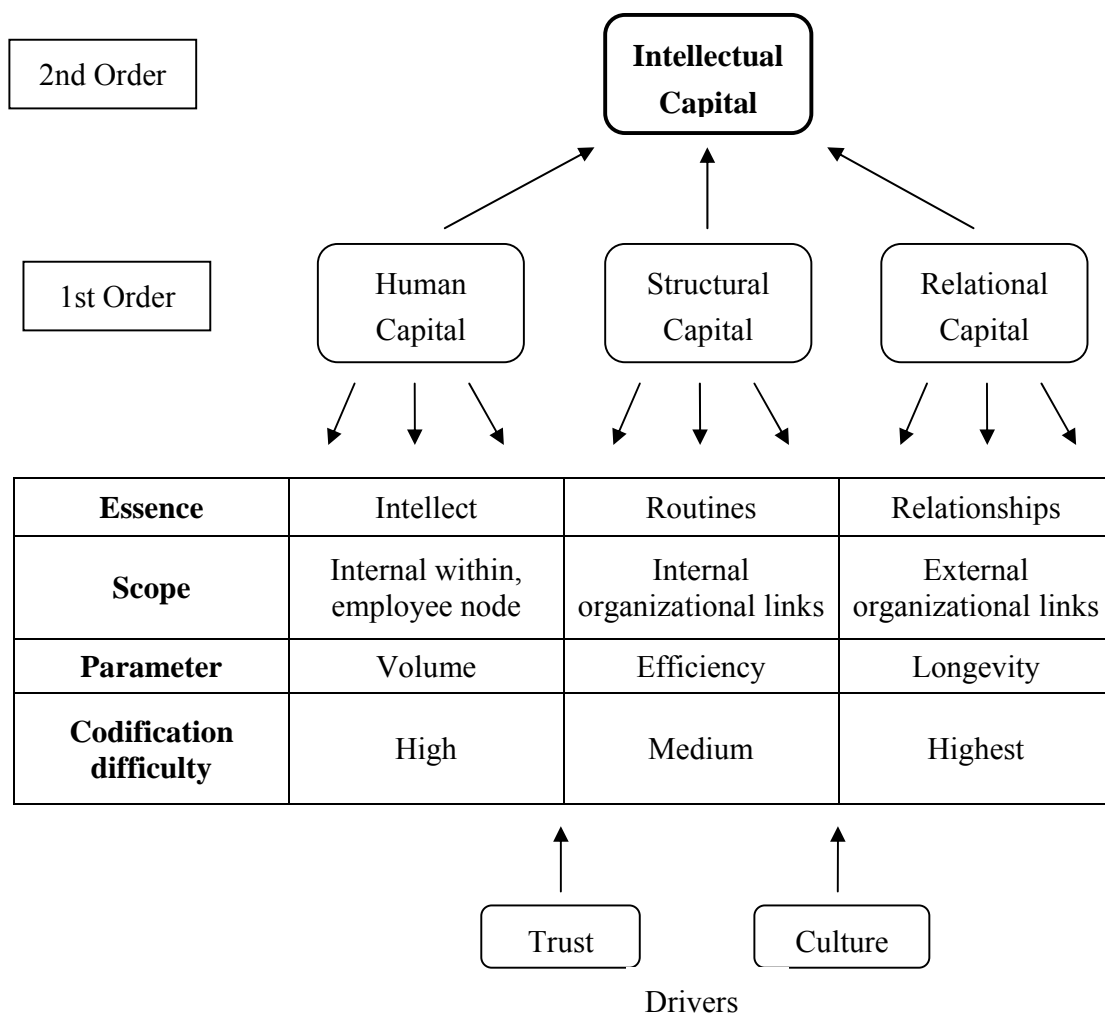 2nd Order
Intellectual
Capital
1st Order
Human
Capital
Structural
Capital
Relational
Capital
Essence
Intellect
Routines
Relationships
Scope
Internal within,
employee node
Internal
organizational links
External
organizational links
Parameter
Volume
Efficiency
Longevity
Codification
difficulty
High
Medium
Highest
Trust
Culture
Drivers